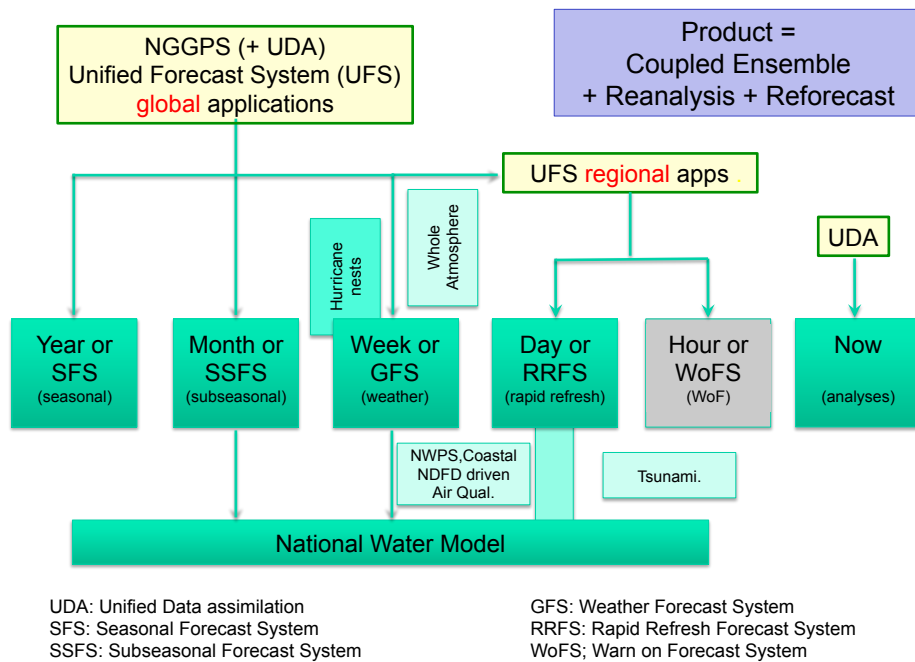 NGGPS (+ UDA)
Unified Forecast System (UFS)
global applications
Product =
Coupled Ensemble
+ Reanalysis + Reforecast
UFS regional apps .
UDA
Hurricane
nests
Whole
Atmosphere
Year or
SFS
(seasonal)
Month or
SSFS
(subseasonal)
Week or
GFS
(weather)
Day or
RRFS
(rapid refresh)
Hour or
WoFS
(WoF)
Now
(analyses)
NWPS,Coastal
NDFD driven
Air Qual.
Tsunami.
National Water Model
UDA: Unified Data assimilation
SFS: Seasonal Forecast System
SSFS: Subseasonal Forecast System
GFS: Weather Forecast System
RRFS: Rapid Refresh Forecast System
WoFS; Warn on Forecast System